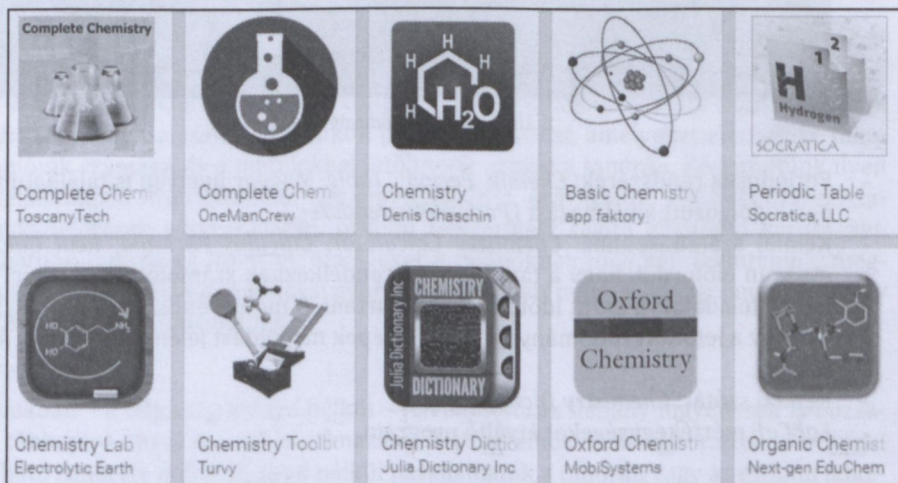 Complete Chemistry
H
H
H
H
H₂O
1
2
H
Hydrogen
SOCRATICA
Complete Chem
ToscanyTech
Complete Chem
OneManCrew
Chemistry
Denis Chaschin
Basic Chemistry
app faktory
Periodic Table
Socratica, LLC
HO
HO
NH₂
Julia Dictionary Inc
CHEMISTRY
DICTIONARY
Oxford
Chemistry
Chemistry Lab
Electrolytic Earth
Chemistry Toolb
Turvy
Chemistry Dictio
Julia Dictionary Inc
Oxford Chemistr
MobiSystems
Organic Chemist
Next-gen EduChem